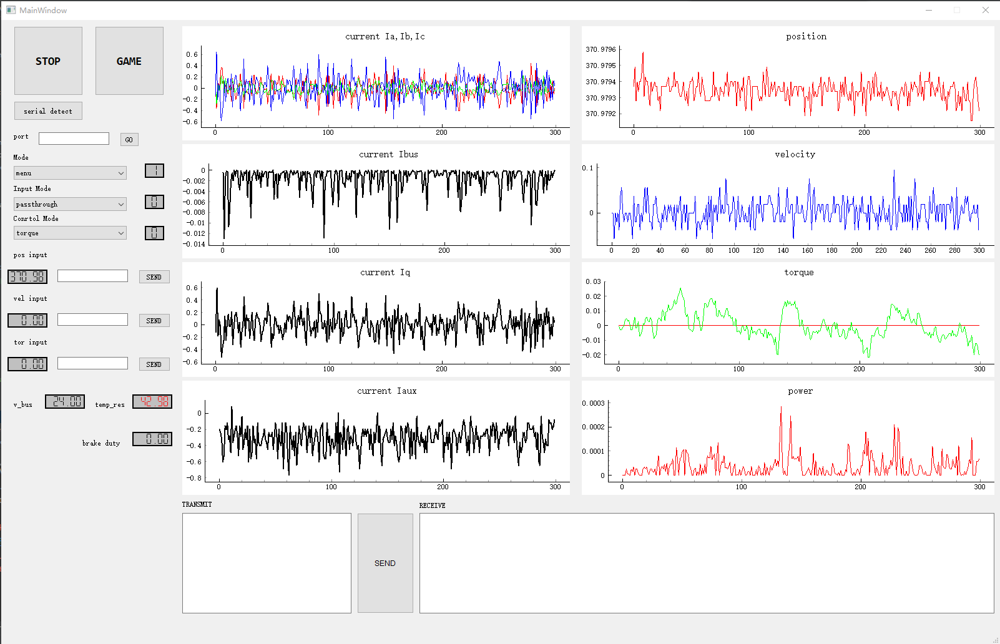 MainWindow
STOP
GAME
serial detect
port
GO
Mode
menu
1
Input Mode
passthrough
0
Conrtol Mode
torque
0
pos input
370.98
SEND
vel input
0.00
SEND
tor input
0.00
SEND
v_bus
24.00
temp_res
42.98
brake duty
0.00
current Ia,Ib,Ic
0.6
0.4
0.2
0
-0.2
-0.4
-0.6
0 100 200 300
current Ibus
0
-0.002
-0.004
-0.006
-0.008
-0.01
-0.012
-0.014
0 100 200 300
current Iq
0.6
0.4
0.2
0
-0.2
-0.4
-0.6
0 100 200 300
current Iaux
0
-0.2
-0.4
-0.6
-0.8
0 100 200 300
position
370.9796
370.9795
370.9794
370.9793
370.9792
0 100 200 300
velocity
0.1
0
0 20 40 60 80 100 120 140 160 180 200 220 240 260 280 300
torque
0.03
0.02
0.01
0
-0.01
-0.02
0 100 200 300
power
0.0003
0.0002
0.0001
0
0 100 200 300
TRANSMIT
SEND
RECEIVE